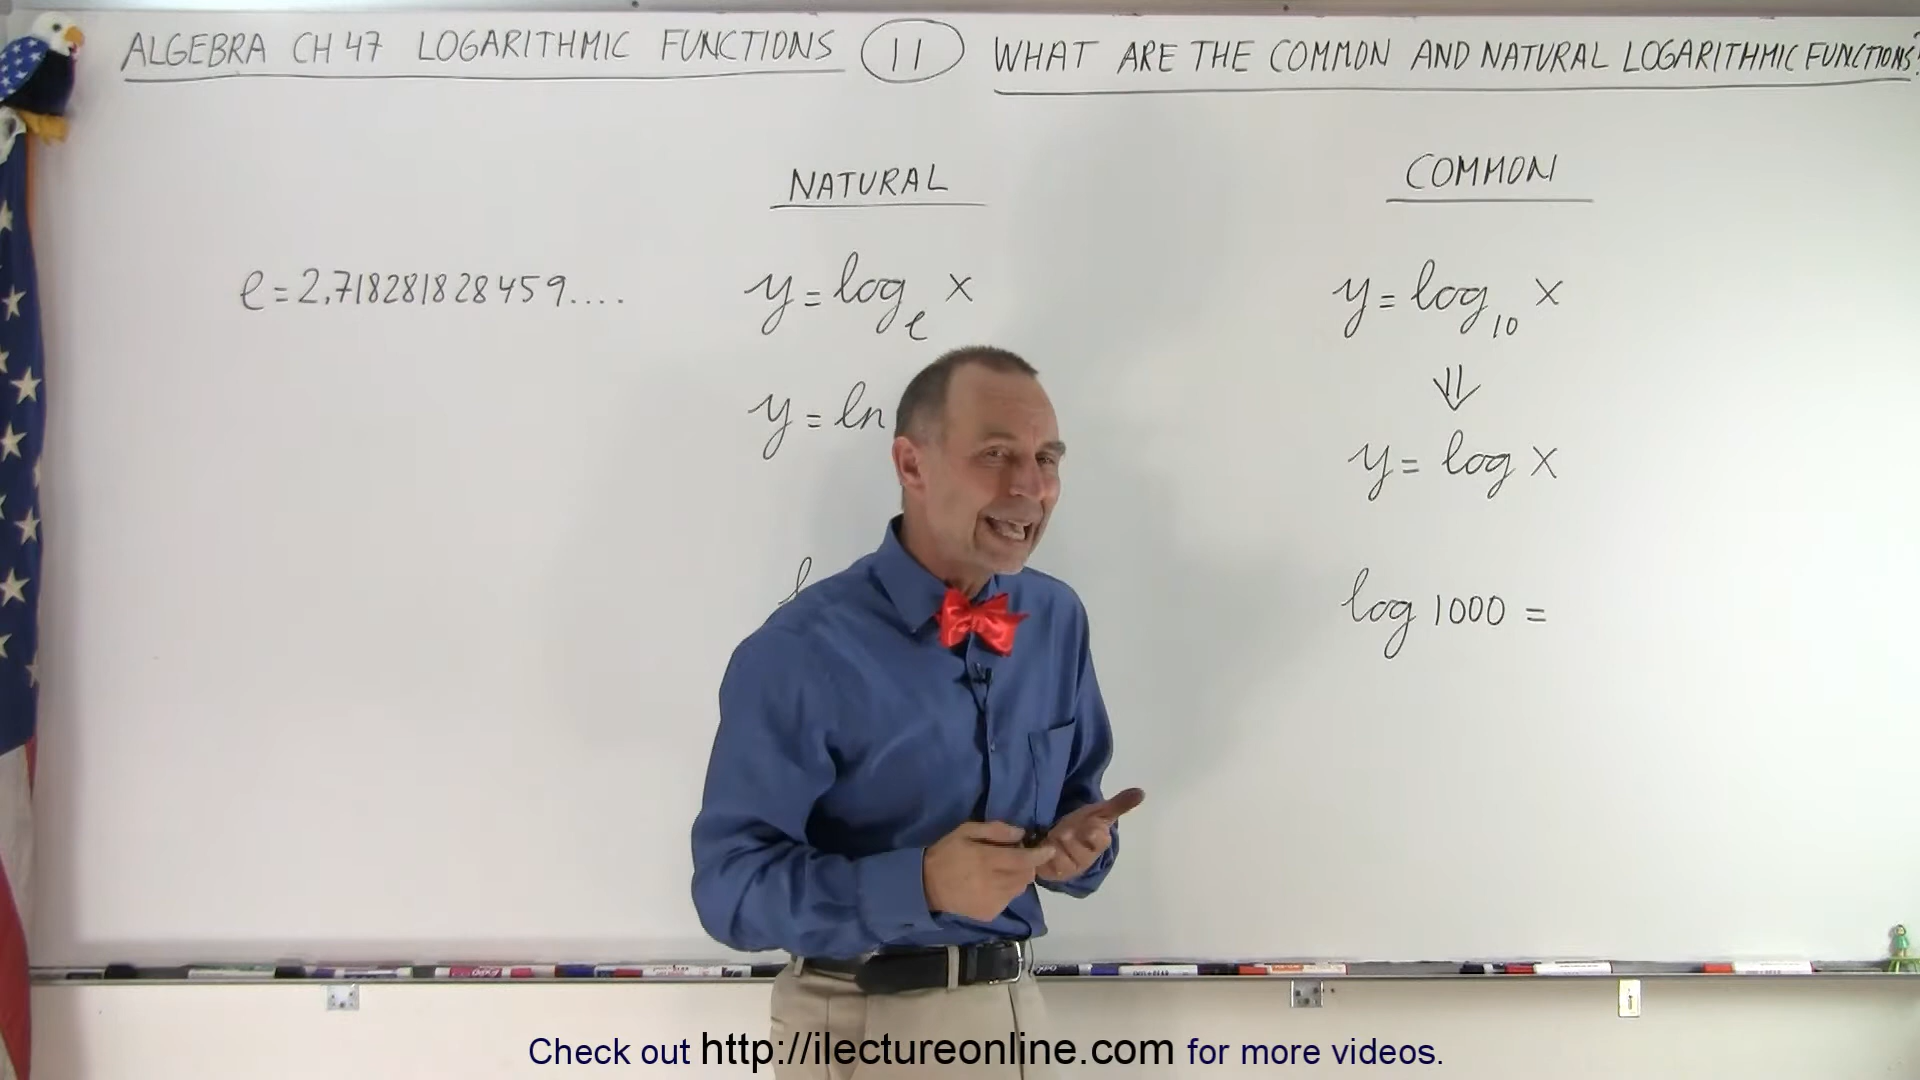 ALGEBRA CH 47 LOGARITHMIC FUNCTIONS 11 WHAT ARE THE COMMON AND NATURAL LOGARITHMIC FUNCTIONS?
NATURAL
COMMON
e = 2.718281828459....
y = log_e x
y = log_10 x
⇓
y = ln
y = log x
log 1000 =
Check out http://ilectureonline.com for more videos.